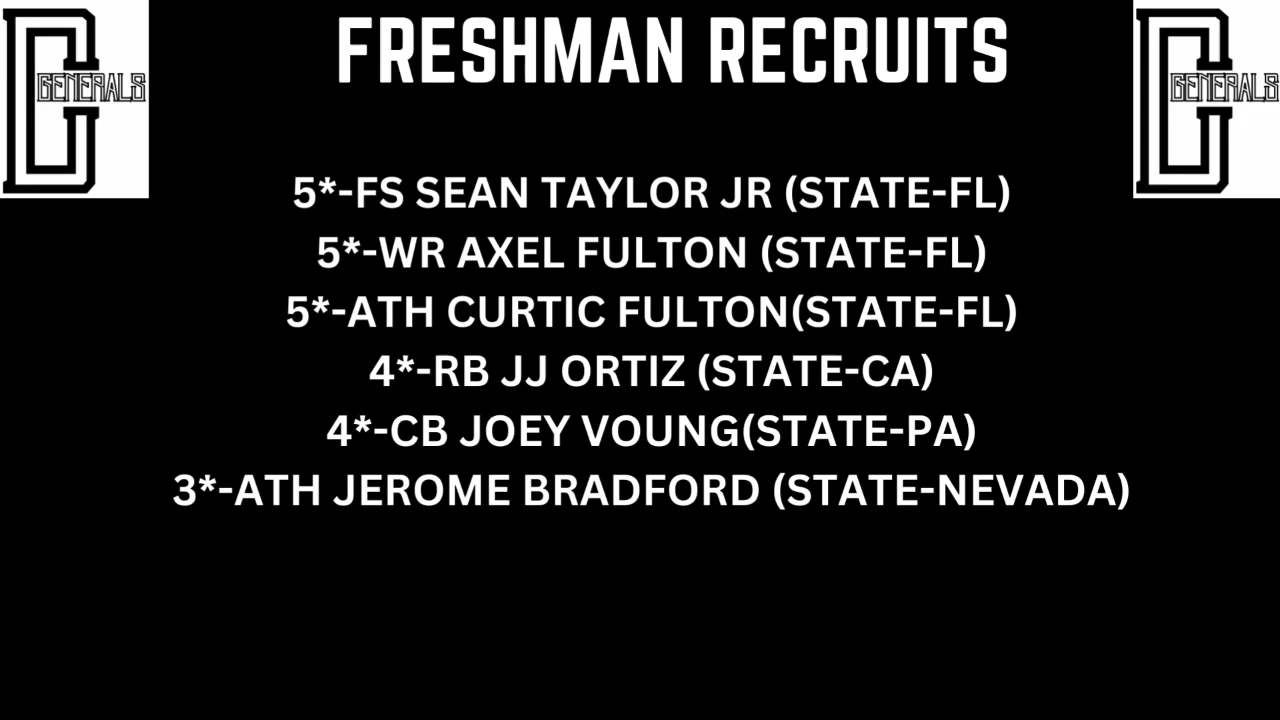 FRESHMAN RECRUITS
GENERALS
GENERALS
5*-FS SEAN TAYLOR JR (STATE-FL)
5*-WR AXEL FULTON (STATE-FL)
5*-ATH CURTIC FULTON(STATE-FL)
4*-RB JJ ORTIZ (STATE-CA)
4*-CB JOEY VOUNG(STATE-PA)
3*-ATH JEROME BRADFORD (STATE-NEVADA)